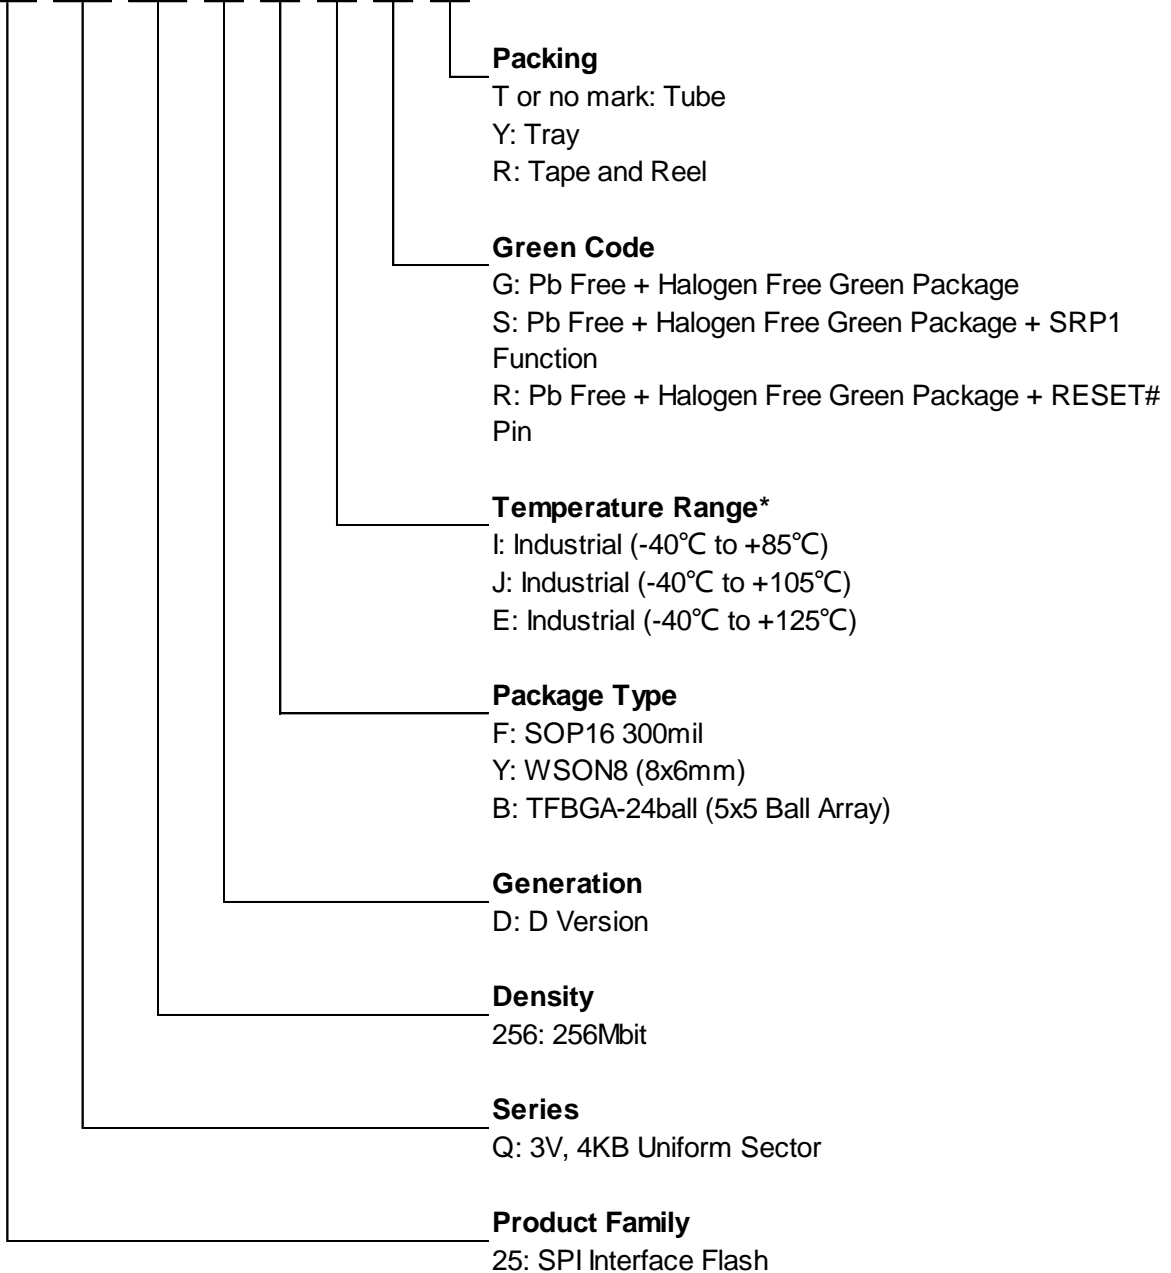 Packing
T or no mark: Tube
Y: Tray
R: Tape and Reel
Green Code
G: Pb Free + Halogen Free Green Package
S: Pb Free + Halogen Free Green Package + SRP1
Function
R: Pb Free + Halogen Free Green Package + RESET#
Pin
Temperature Range*
I: Industrial (-40℃ to +85℃)
J: Industrial (-40℃ to +105℃)
E: Industrial (-40℃ to +125℃)
Package Type
F: SOP16 300mil
Y: WSON8 (8x6mm)
B: TFBGA-24ball (5x5 Ball Array)
Generation
D: D Version
Density
256: 256Mbit
Series
Q: 3V, 4KB Uniform Sector
Product Family
25: SPI Interface Flash